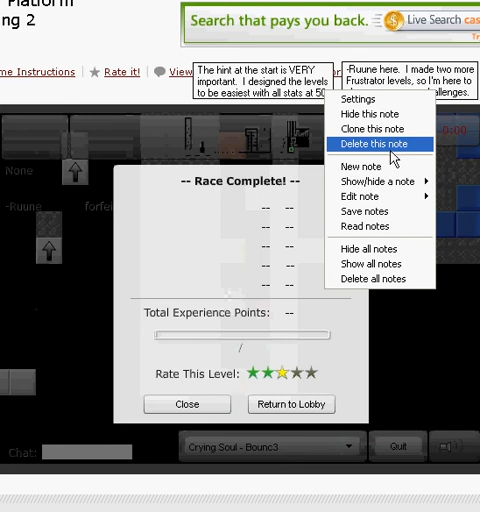 Platform
ng 2
Search that pays you back.
Live Search cas
Tr
me Instructions
Rate it!
View
The hint at the start is VERY
important. I designed the levels
to be easiest with all stats at 50
-Ruune here. I made two more
Frustrator levels, so I'm here to
allenges.
Settings
Hide this note
Clone this note
Delete this note
New note
Show/hide a note
Edit note
Save notes
Read notes
Hide all notes
Show all notes
Delete all notes
0:00
None
-Ruune forfei
-- Race Complete! --
-- --
-- --
-- --
-- --
-- --
Total Experience Points: --
/
Rate This Level:
Close
Return to Lobby
Chat:
Crying Soul - Bounc3
Quit